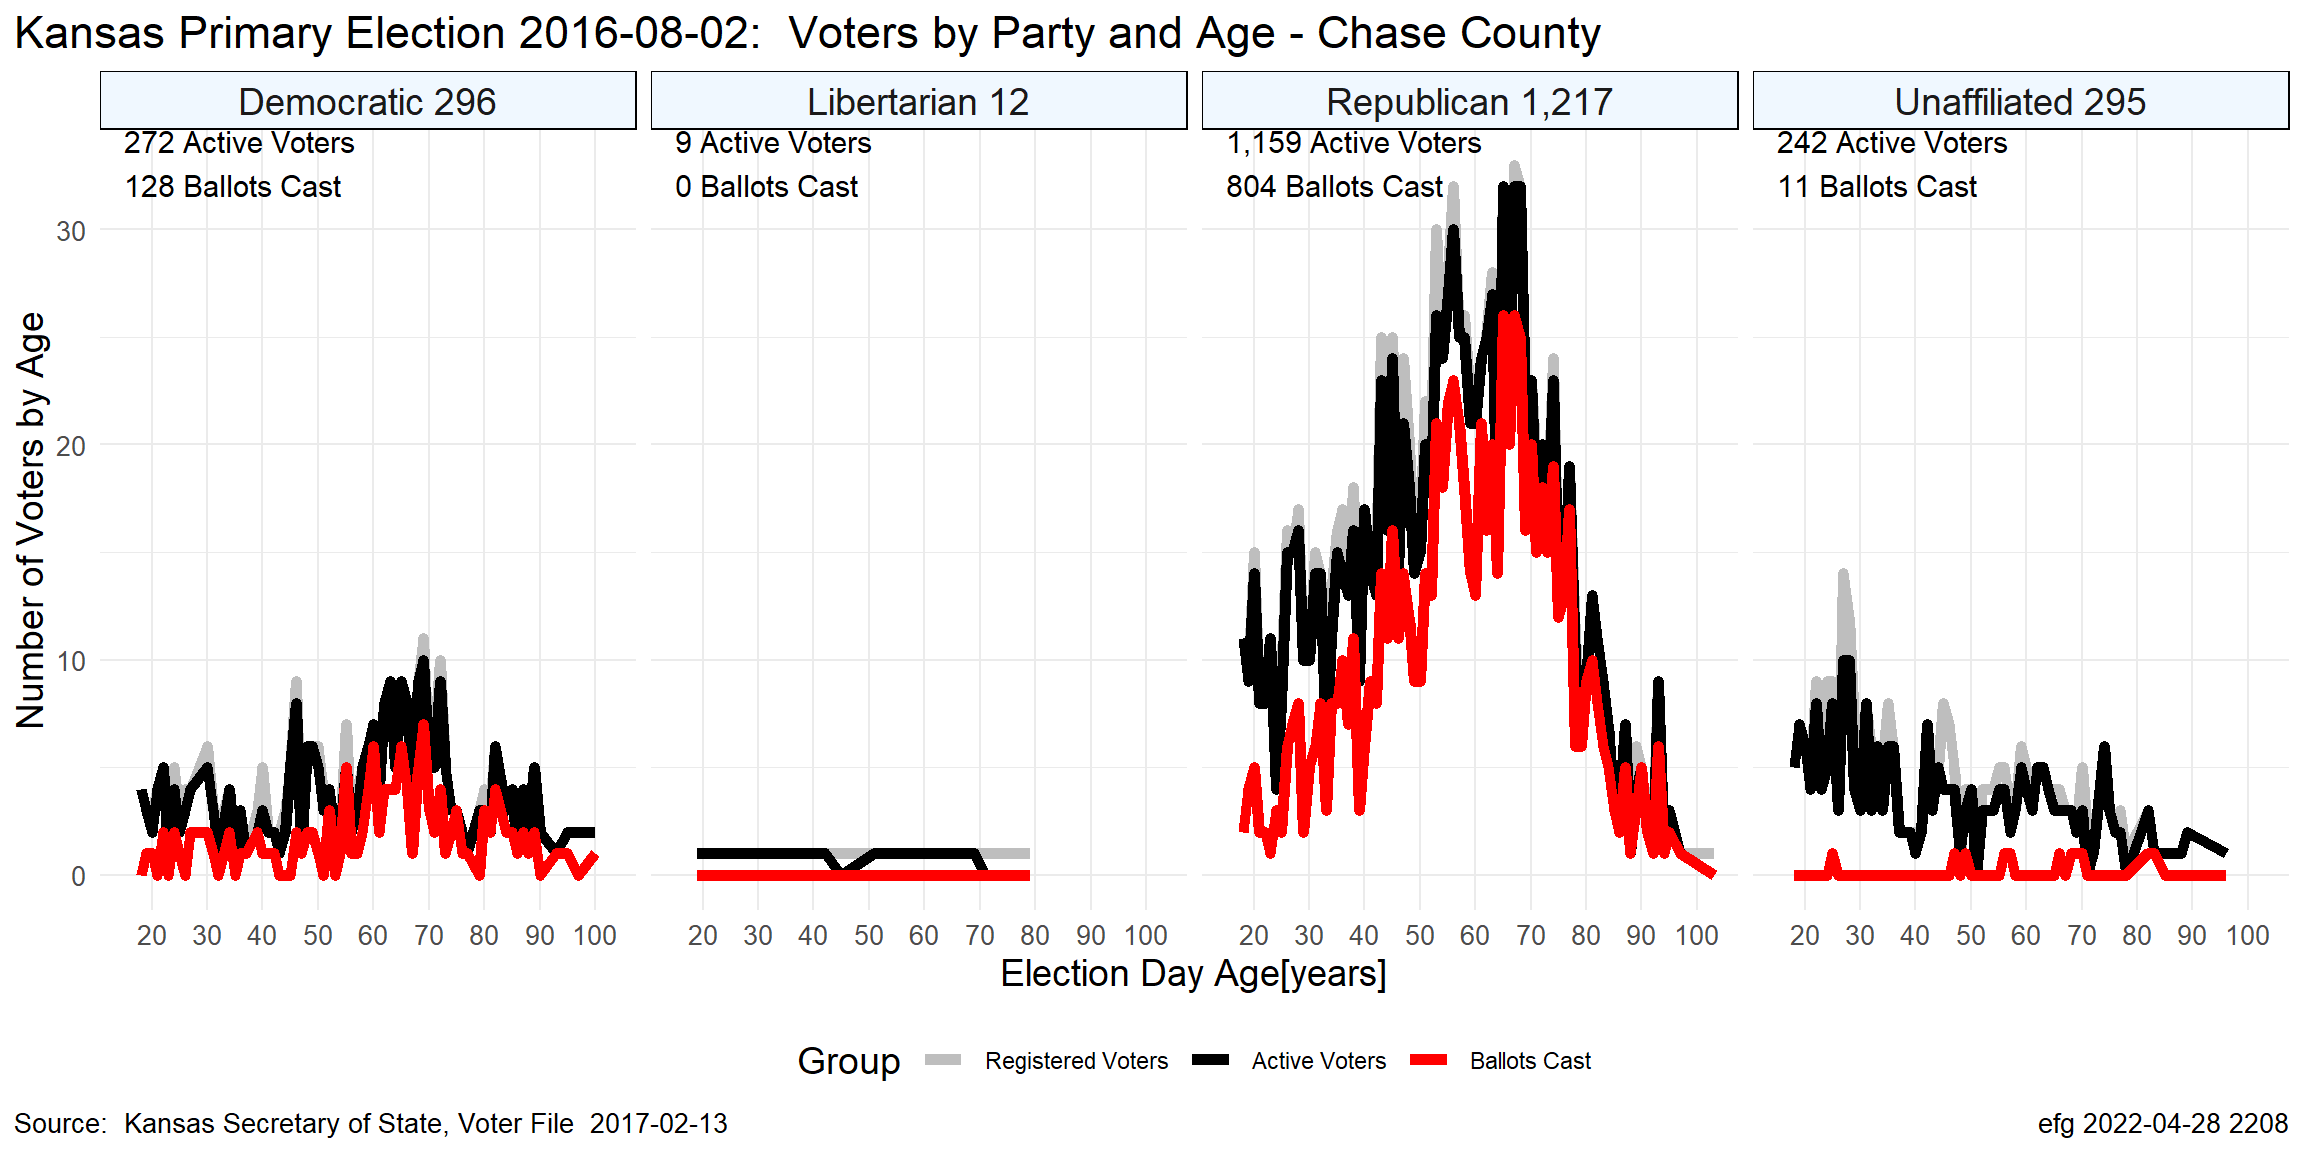 Kansas Primary Election 2016-08-02:  Voters by Party and Age - Chase County
Democratic 296
Libertarian 12
Republican 1,217
Unaffiliated 295
272 Active Voters
128 Ballots Cast
9 Active Voters
0 Ballots Cast
1,159 Active Voters
804 Ballots Cast
242 Active Voters
11 Ballots Cast
Number of Voters by Age
30
20
10
0
20 30 40 50 60 70 80 90 100
20 30 40 50 60 70 80 90 100
20 30 40 50 60 70 80 90 100
20 30 40 50 60 70 80 90 100
Election Day Age[years]
Group Registered Voters Active Voters Ballots Cast
Source:  Kansas Secretary of State, Voter File  2017-02-13
efg 2022-04-28 2208